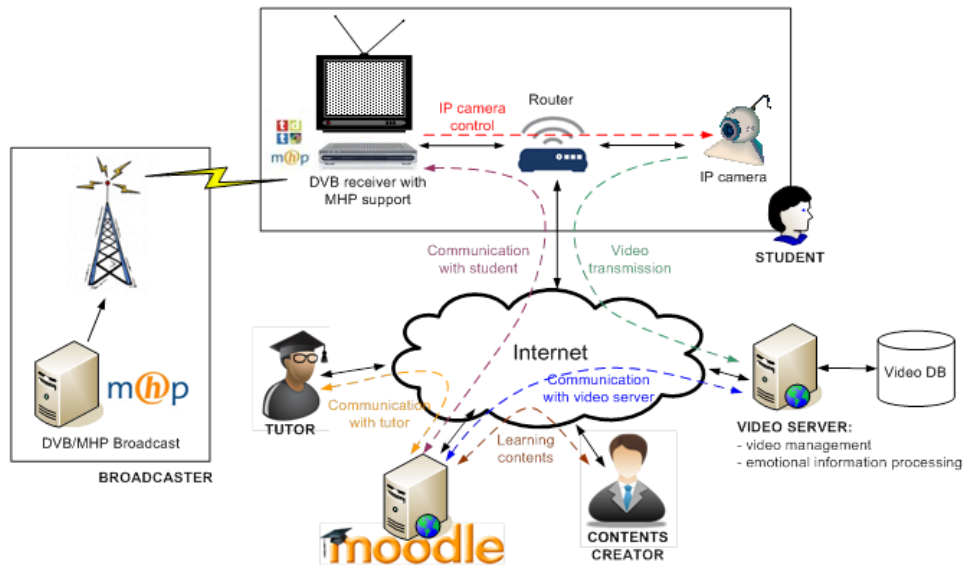 Router
IP camera
control
td
t
m(h)p
DVB receiver with
MHP support
IP camera
STUDENT
Communication
with student
Video
transmission
m(h)p
DVB/MHP Broadcast
BROADCASTER
Internet
TUTOR
Communication
with tutor
Communication
with video server
Learning
contents
Video DB
VIDEO SERVER:
- video management
- emotional information processing
moodle
CONTENTS
CREATOR